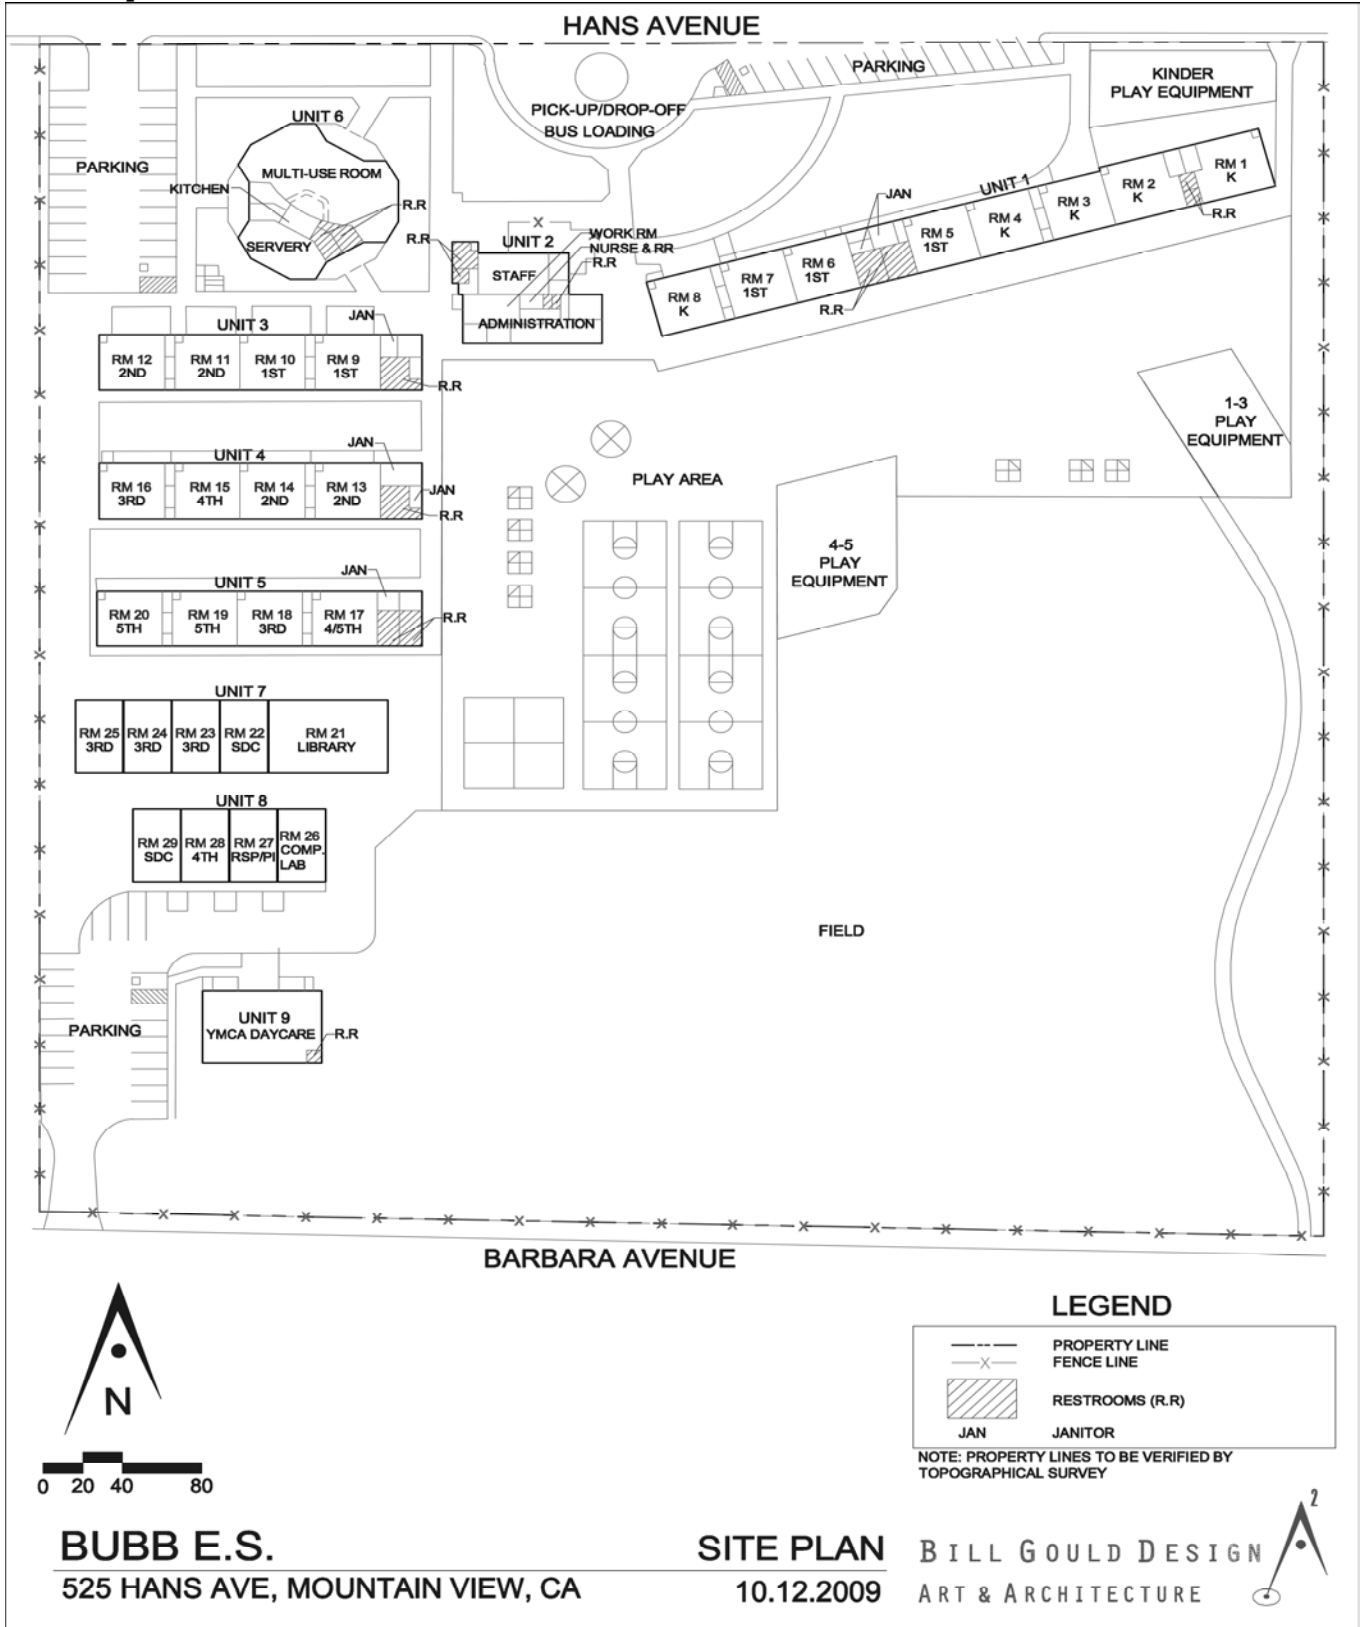 HANS AVENUE
PARKING
KINDER
PLAY EQUIPMENT
PICK-UP/DROP-OFF
BUS LOADING
UNIT 6
PARKING
MULTI-USE ROOM
KITCHEN
R.R
SERVERY
RM 1
K
RM 2
K
R.R
UNIT 1
JAN
RM 3
K
RM 4
K
RM 5
1ST
RM 6
1ST
RM 7
1ST
RM 8
K
R.R
R.R
UNIT 2
WORK RM
NURSE & RR
R.R
STAFF
ADMINISTRATION
UNIT 3
JAN
RM 12
2ND
RM 11
2ND
RM 10
1ST
RM 9
1ST
R.R
1-3
PLAY
EQUIPMENT
UNIT 4
JAN
RM 16
3RD
RM 15
4TH
RM 14
2ND
RM 13
2ND
JAN
R.R
PLAY AREA
4-5
PLAY
EQUIPMENT
UNIT 5
JAN
RM 20
5TH
RM 19
5TH
RM 18
3RD
RM 17
4/5TH
R.R
UNIT 7
RM 25
3RD
RM 24
3RD
RM 23
3RD
RM 22
SDC
RM 21
LIBRARY
UNIT 8
RM 29
SDC
RM 28
4TH
RM 27
RSP/PI
RM 26
COMP.
LAB
FIELD
PARKING
UNIT 9
YMCA DAYCARE
R.R
BARBARA AVENUE
N
0 20 40 80
LEGEND
PROPERTY LINE
X FENCE LINE
RESTROOMS (R.R)
JAN JANITOR
NOTE: PROPERTY LINES TO BE VERIFIED BY
TOPOGRAPHICAL SURVEY
BUBB E.S.
525 HANS AVE, MOUNTAIN VIEW, CA
SITE PLAN
10.12.2009
BILL GOULD DESIGN
ART & ARCHITECTURE
2